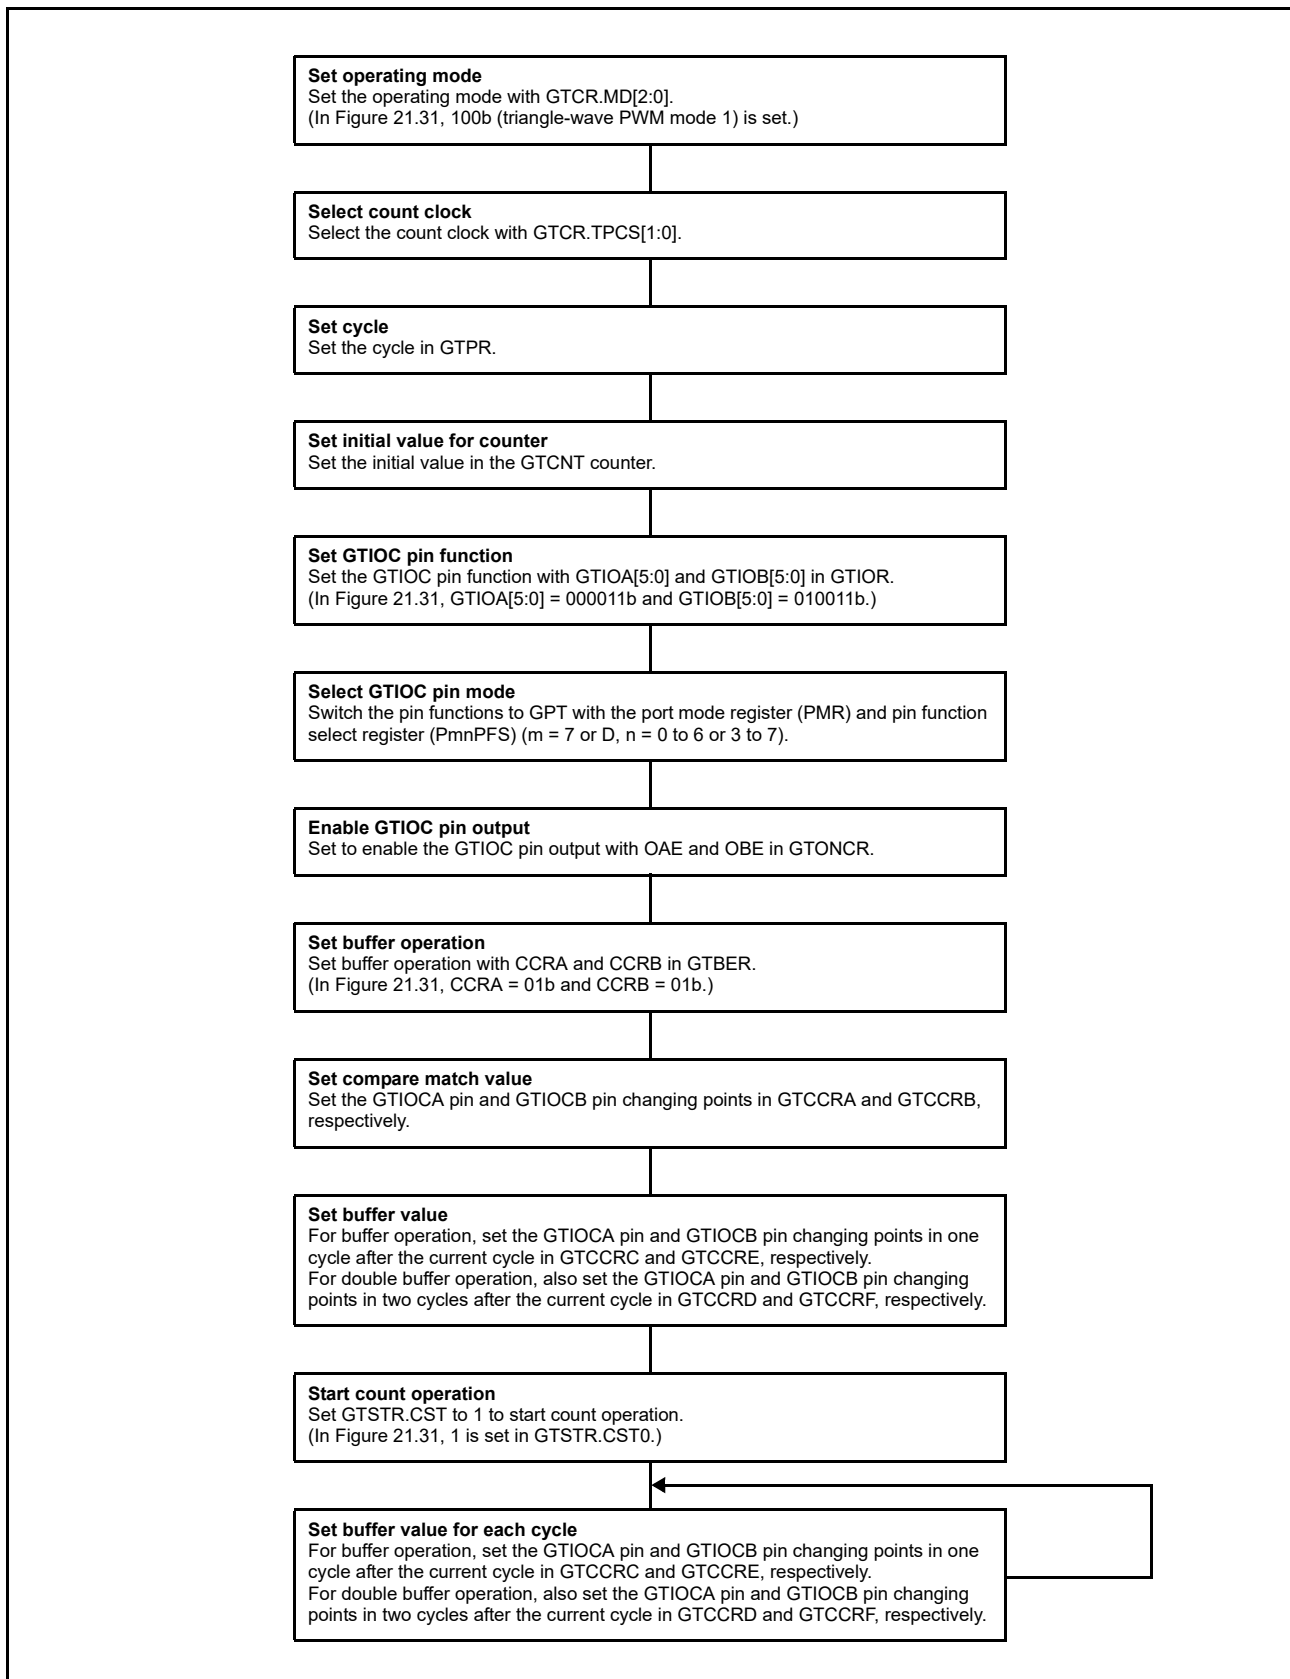 Set operating mode
Set the operating mode with GTCR.MD[2:0].
(In Figure 21.31, 100b (triangle-wave PWM mode 1) is set.)
Select count clock
Select the count clock with GTCR.TPCS[1:0].
Set cycle
Set the cycle in GTPR.
Set initial value for counter
Set the initial value in the GTCNT counter.
Set GTIOC pin function
Set the GTIOC pin function with GTIOA[5:0] and GTIOB[5:0] in GTIOR.
(In Figure 21.31, GTIOA[5:0] = 000011b and GTIOB[5:0] = 010011b.)
Select GTIOC pin mode
Switch the pin functions to GPT with the port mode register (PMR) and pin function
select register (PmnPFS) (m = 7 or D, n = 0 to 6 or 3 to 7).
Enable GTIOC pin output
Set to enable the GTIOC pin output with OAE and OBE in GTONCR.
Set buffer operation
Set buffer operation with CCRA and CCRB in GTBER.
(In Figure 21.31, CCRA = 01b and CCRB = 01b.)
Set compare match value
Set the GTIOCA pin and GTIOCB pin changing points in GTCCRA and GTCCRB,
respectively.
Set buffer value
For buffer operation, set the GTIOCA pin and GTIOCB pin changing points in one
cycle after the current cycle in GTCCRC and GTCCRE, respectively.
For double buffer operation, also set the GTIOCA pin and GTIOCB pin changing
points in two cycles after the current cycle in GTCCRD and GTCCRF, respectively.
Start count operation
Set GTSTR.CST to 1 to start count operation.
(In Figure 21.31, 1 is set in GTSTR.CST0.)
Set buffer value for each cycle
For buffer operation, set the GTIOCA pin and GTIOCB pin changing points in one
cycle after the current cycle in GTCCRC and GTCCRE, respectively.
For double buffer operation, also set the GTIOCA pin and GTIOCB pin changing
points in two cycles after the current cycle in GTCCRD and GTCCRF, respectively.